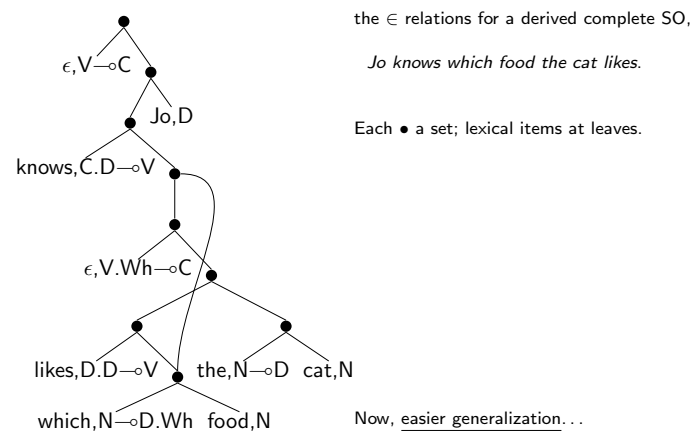 the ∈ relations for a derived complete SO,
ϵ,V⊸C
Jo knows which food the cat likes.
Jo,D
Each • a set; lexical items at leaves.
knows,C.D⊸V
ϵ,V.Wh⊸C
likes,D.D⊸V the,N⊸D cat,N
which,N⊸D.Wh food,N
Now, easier generalization...